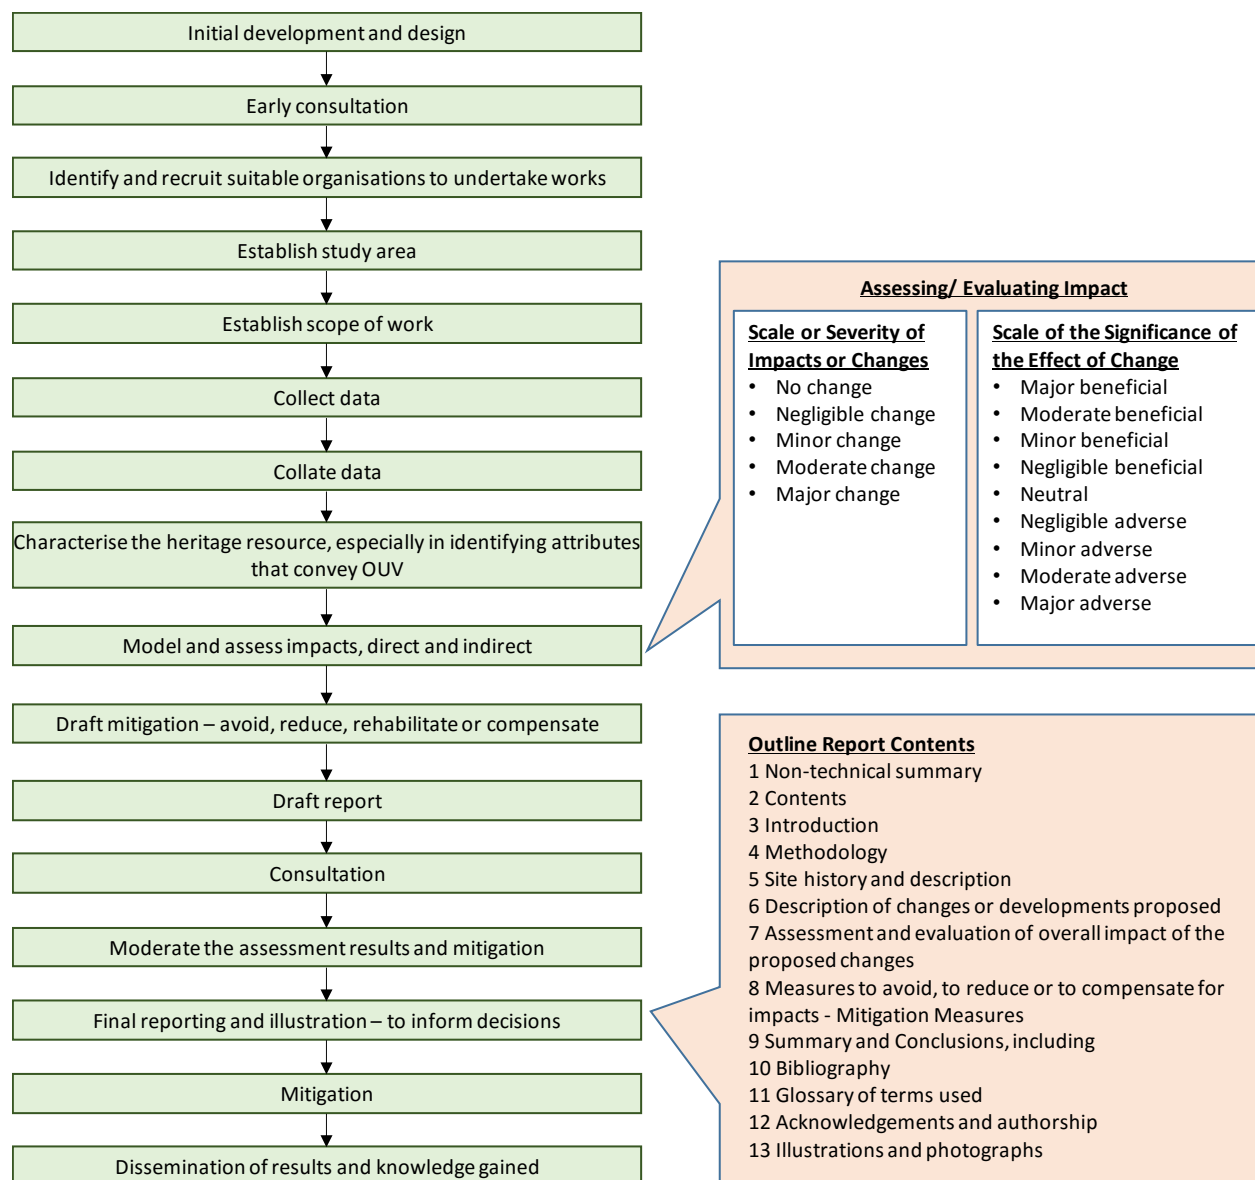 Initial development and design
Early consultation
Identify and recruit suitable organisations to undertake works
Establish study area
Establish scope of work
Collect data
Collate data
Characterise the heritage resource, especially in identifying attributes
that convey OUV
Model and assess impacts, direct and indirect
Draft mitigation – avoid, reduce, rehabilitate or compensate
Draft report
Consultation
Moderate the assessment results and mitigation
Final reporting and illustration – to inform decisions
Mitigation
Dissemination of results and knowledge gained
Assessing/ Evaluating Impact
Scale or Severity of
Impacts or Changes
• No change
• Negligible change
• Minor change
• Moderate change
• Major change
Scale of the Significance of
the Effect of Change
• Major beneficial
• Moderate beneficial
• Minor beneficial
• Negligible beneficial
• Neutral
• Negligible adverse
• Minor adverse
• Moderate adverse
• Major adverse
Outline Report Contents
1 Non-technical summary
2 Contents
3 Introduction
4 Methodology
5 Site history and description
6 Description of changes or developments proposed
7 Assessment and evaluation of overall impact of the
proposed changes
8 Measures to avoid, to reduce or to compensate for
impacts - Mitigation Measures
9 Summary and Conclusions, including
10 Bibliography
11 Glossary of terms used
12 Acknowledgements and authorship
13 Illustrations and photographs